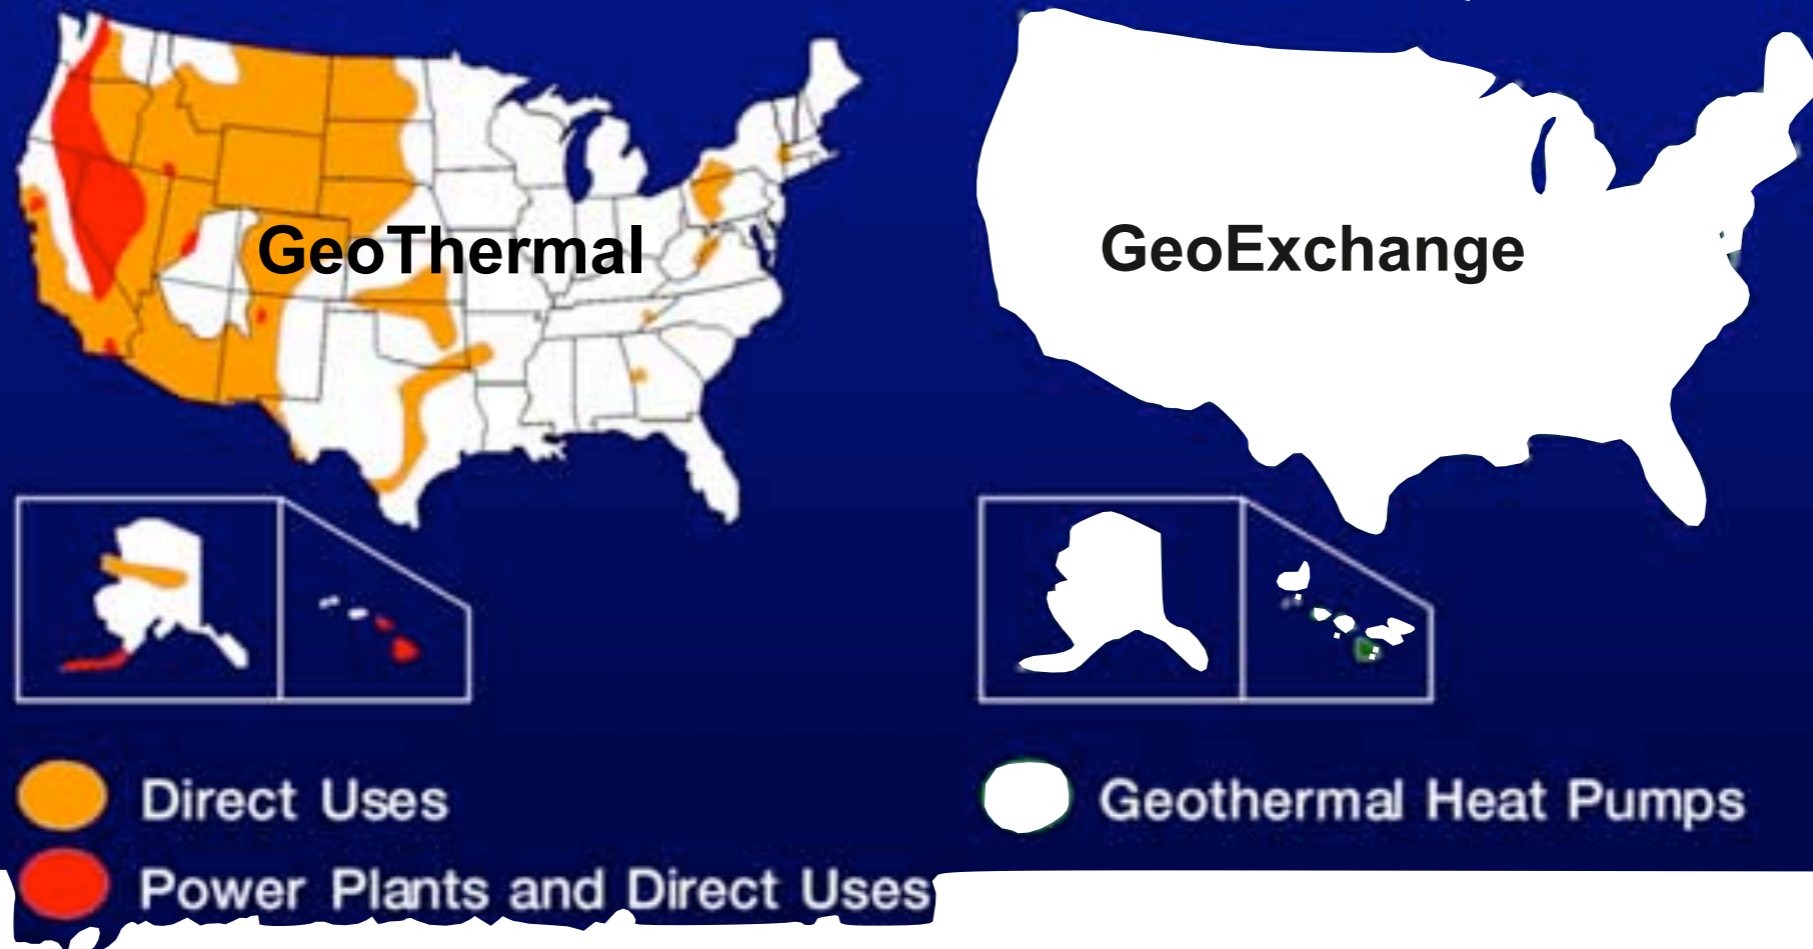 GeoThermal
GeoExchange
Direct Uses
Power Plants and Direct Uses
Geothermal Heat Pumps